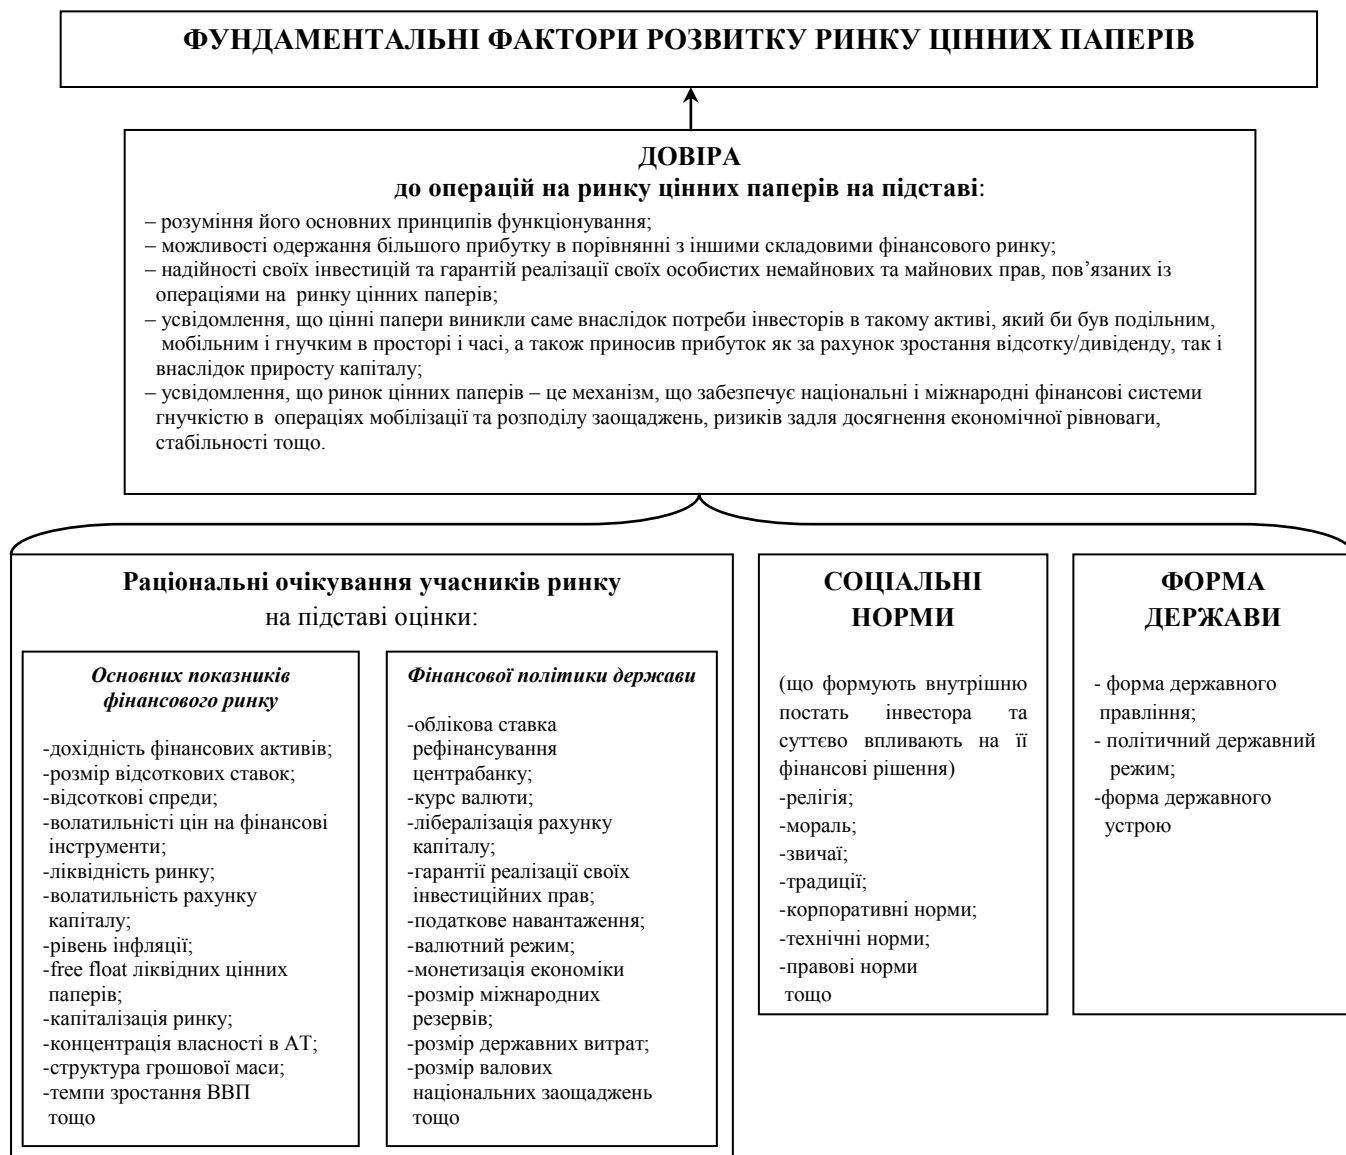 ФУНДАМЕНТАЛЬНІ ФАКТОРИ РОЗВИТКУ РИНКУ ЦІННИХ ПАПЕРІВ
ДОВІРА
до операцій на ринку цінних паперів на підставі:
– розуміння його основних принципів функціонування;
– можливості одержання більшого прибутку в порівнянні з іншими складовими фінансового ринку;
– надійності своїх інвестицій та гарантій реалізації своїх особистих немайнових та майнових прав, пов’язаних із
операціями на ринку цінних паперів;
– усвідомлення, що цінні папери виникли саме внаслідок потреби інвесторів в такому активі, який би був подільним,
мобільним і гнучким в просторі і часі, а також приносив прибуток як за рахунок зростання відсотку/дивіденду, так і
внаслідок приросту капіталу;
– усвідомлення, що ринок цінних паперів – це механізм, що забезпечує національні і міжнародні фінансові системи
гнучкістю в операціях мобілізації та розподілу заощаджень, ризиків задля досягнення економічної рівноваги,
стабільності тощо.
Раціональні очікування учасників ринку
на підставі оцінки:
Основних показників
фінансового ринку
-дохідність фінансових активів;
-розмір відсоткових ставок;
-відсоткові спреди;
-волатильності цін на фінансові
інструменти;
-ліквідність ринку;
-волатильність рахунку
капіталу;
-рівень інфляції;
-free float ліквідних цінних
паперів;
-капіталізація ринку;
-концентрація власності в АТ;
-структура грошової маси;
-темпи зростання ВВП
тощо
Фінансової політики держави
-облікова ставка
рефінансування
центрабанку;
-курс валюти;
-лібералізація рахунку
капіталу;
-гарантії реалізації своїх
інвестиційних прав;
-податкове навантаження;
-валютний режим;
-монетизація економіки
-розмір міжнародних
резервів;
-розмір державних витрат;
-розмір валових
національних заощаджень
тощо
СОЦІАЛЬНІ
НОРМИ
(що формують внутрішню
постать інвестора та
суттєво впливають на її
фінансові рішення)
-релігія;
-мораль;
-звичаї;
-традиції;
-корпоративні норми;
-технічні норми;
-правові норми
тощо
ФОРМА
ДЕРЖАВИ
- форма державного
правління;
- політичний державний
режим;
-форма державного
устрою